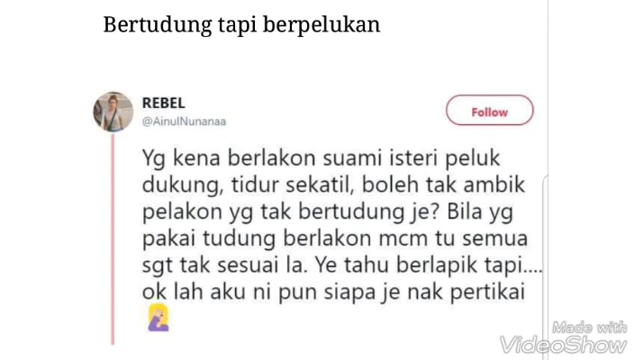 Bertudung tapi berpelukan
REBEL
@AinulNunanaa
Follow
Yg kena berlakon suami isteri peluk
dukung, tidur sekatil, boleh tak ambik
pelakon yg tak bertudung je? Bila yg
pakai tudung berlakon mcm tu semua
sgt tak sesuai la. Ye tahu berlapik tapi....
ok lah aku ni pun siapa je nak pertikai
🤦🏼‍♀️
Made with
VideoShow